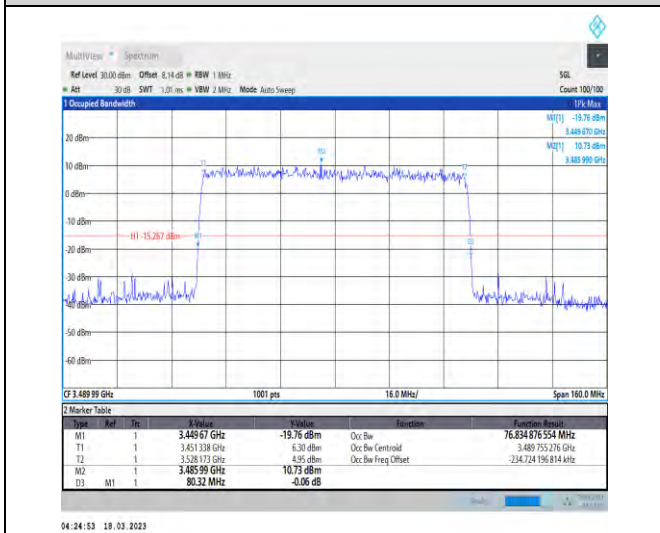 MultiView Spectrum
Ref Level 30.00 dBm Offset 8.14 dB RBW 1 MHz SGL
Att 30 dB SWT 1.01 ms VBW 2 MHz Mode Auto Sweep Count 100/100
1 Occupied Bandwidth 1Pk Max
M1[1] -19.76 dBm
3.449 670 GHz
M2[1] 10.73 dBm
3.485 990 GHz
20 dBm
M2
T1
T2
10 dBm
0 dBm
-10 dBm
H1 -15.267 dBm
M1
D3
-20 dBm
-30 dBm
-40 dBm
-50 dBm
-60 dBm
CF 3.489 99 GHz 1001 pts 16.0 MHz/ Span 160.0 MHz
2 Marker Table
Type Ref Trc X-Value Y-Value Function Function Result
M1 1 3.449 67 GHz -19.76 dBm Occ Bw 76.834 876 554 MHz
T1 1 3.451 338 GHz 6.30 dBm Occ Bw Centroid 3.489 755 276 GHz
T2 1 3.528 173 GHz 4.95 dBm Occ Bw Freq Offset -234.724 196 814 kHz
M2 1 3.485 99 GHz 10.73 dBm
D3 M1 1 80.32 MHz -0.06 dB
04:24:53 18.03.2023